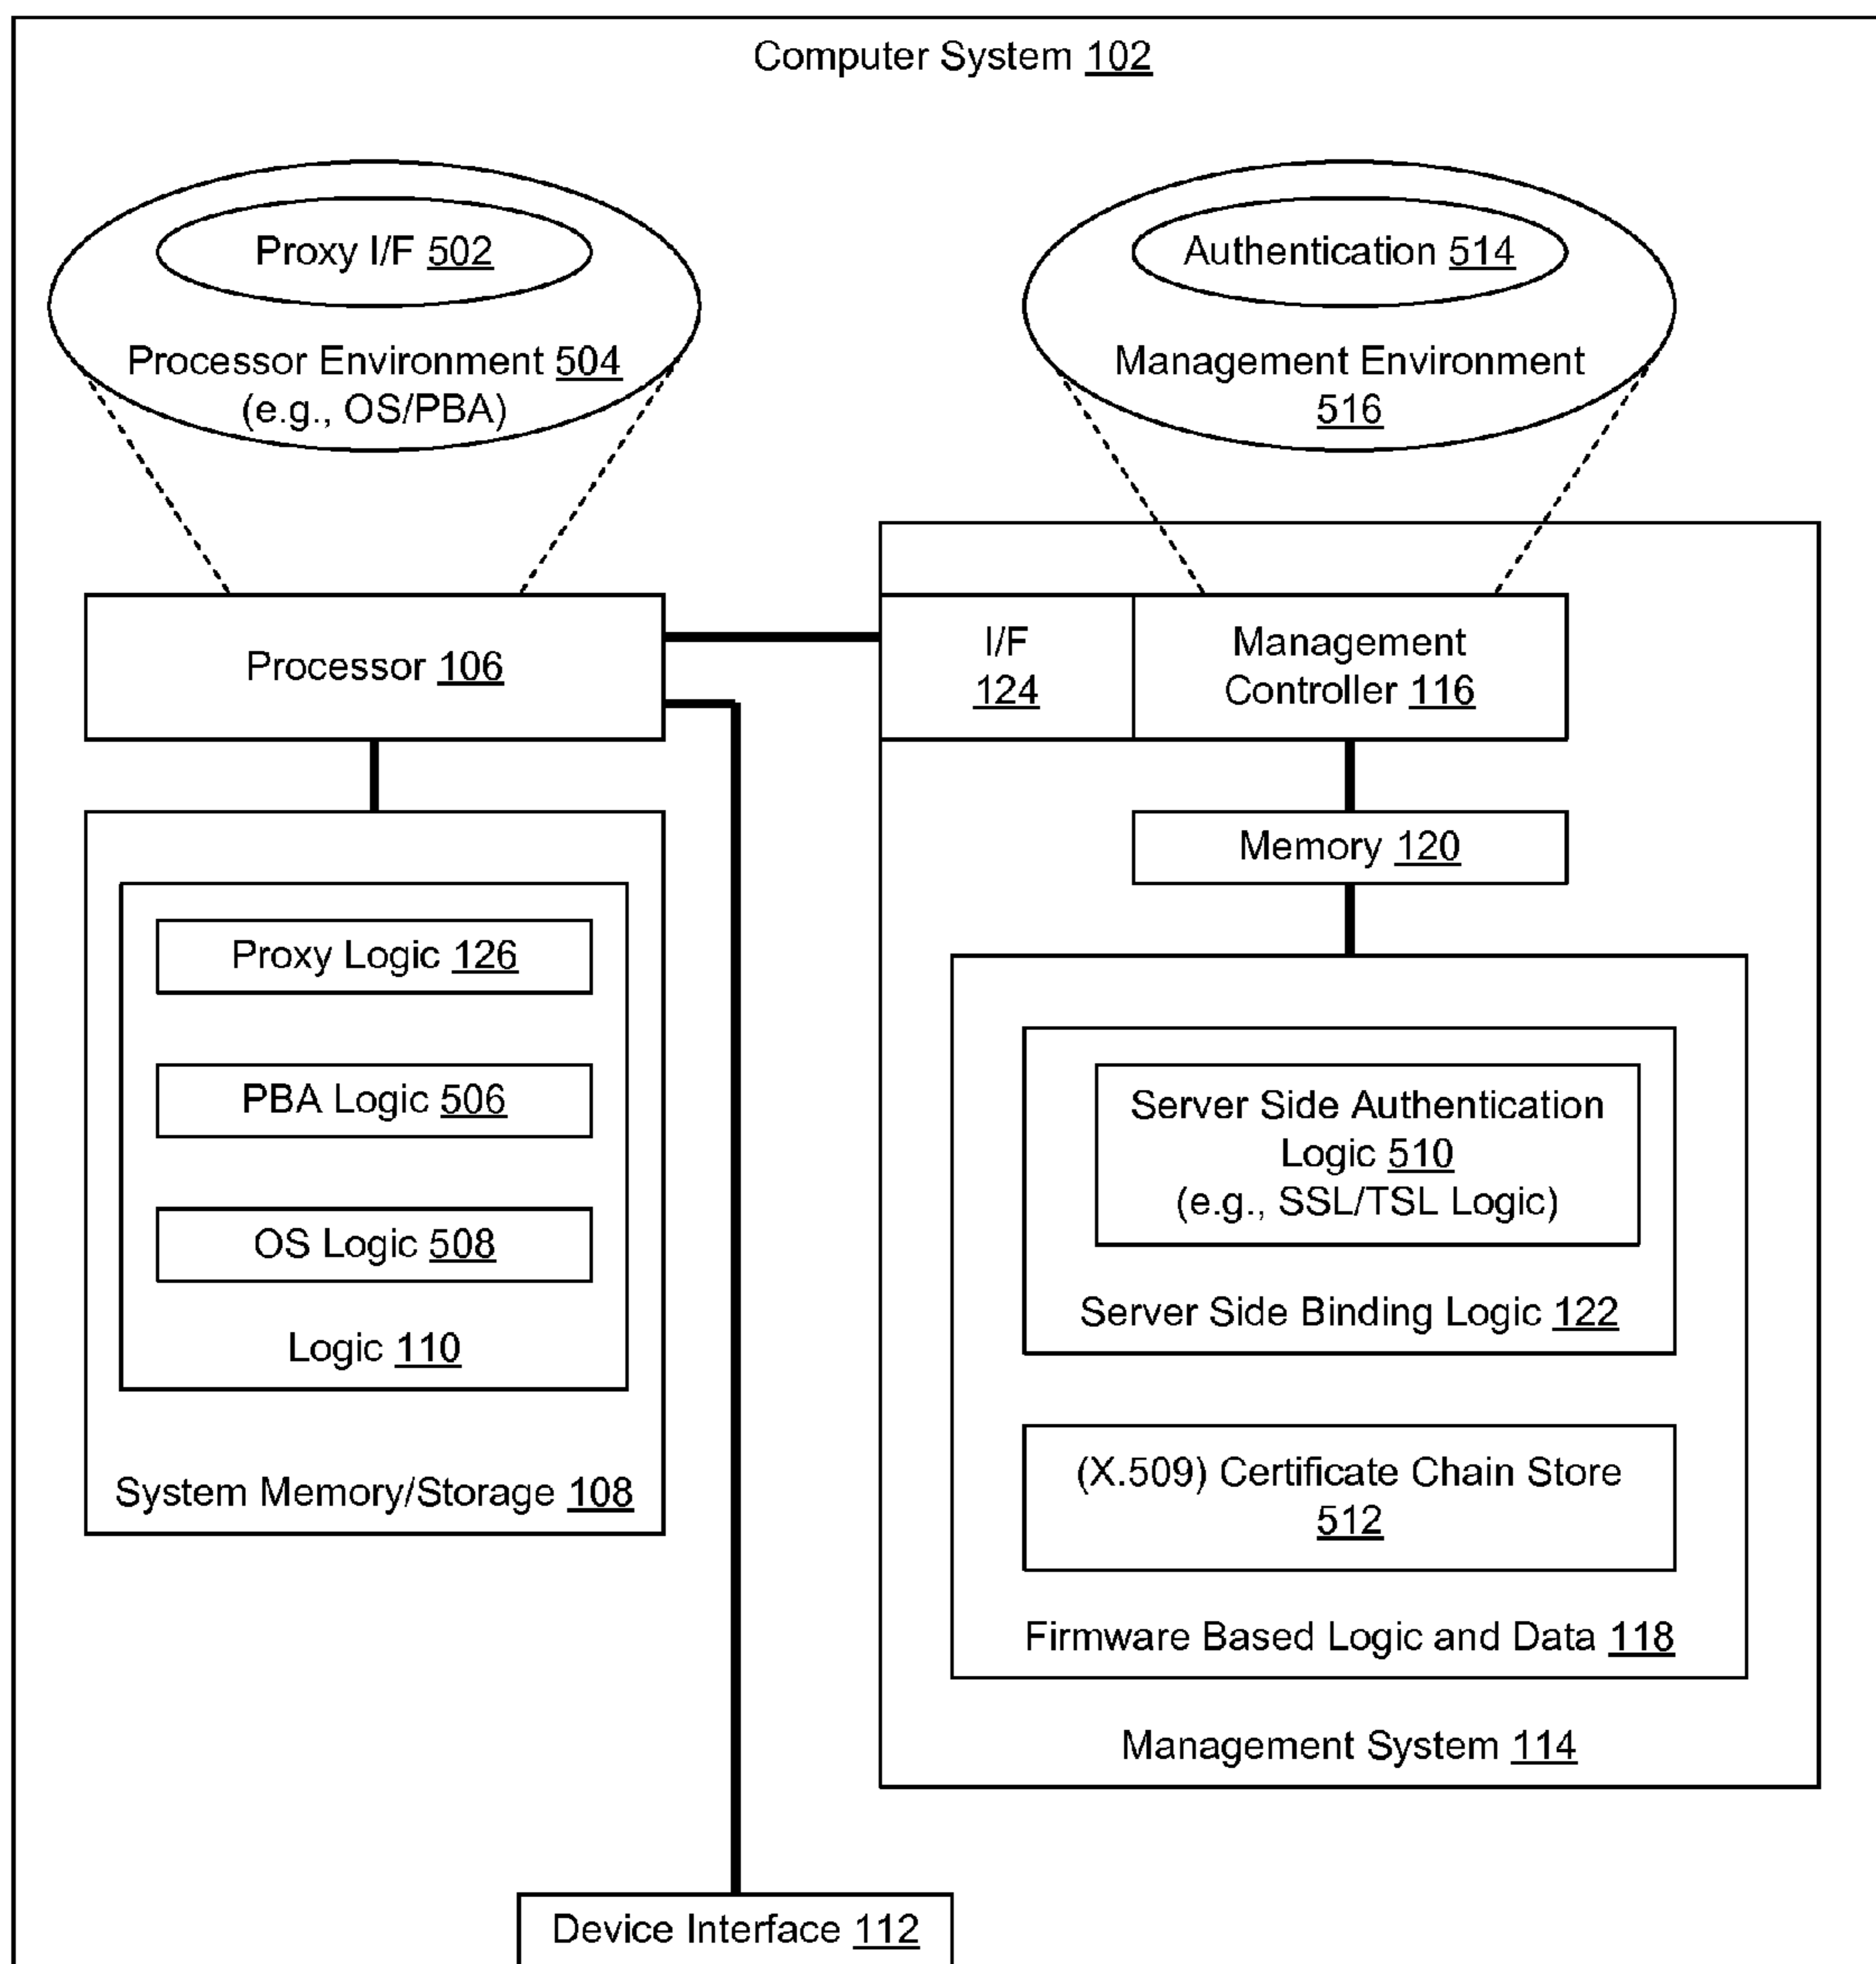 Computer System 102
Proxy I/F 502
Processor Environment 504
(e.g., OS/PBA)
Authentication 514
Management Environment
516
Processor 106
I/F
124
Management
Controller 116
Memory 120
Proxy Logic 126
PBA Logic 506
OS Logic 508
Logic 110
System Memory/Storage 108
Server Side Authentication
Logic 510
(e.g., SSL/TSL Logic)
Server Side Binding Logic 122
(X.509) Certificate Chain Store
512
Firmware Based Logic and Data 118
Management System 114
Device Interface 112